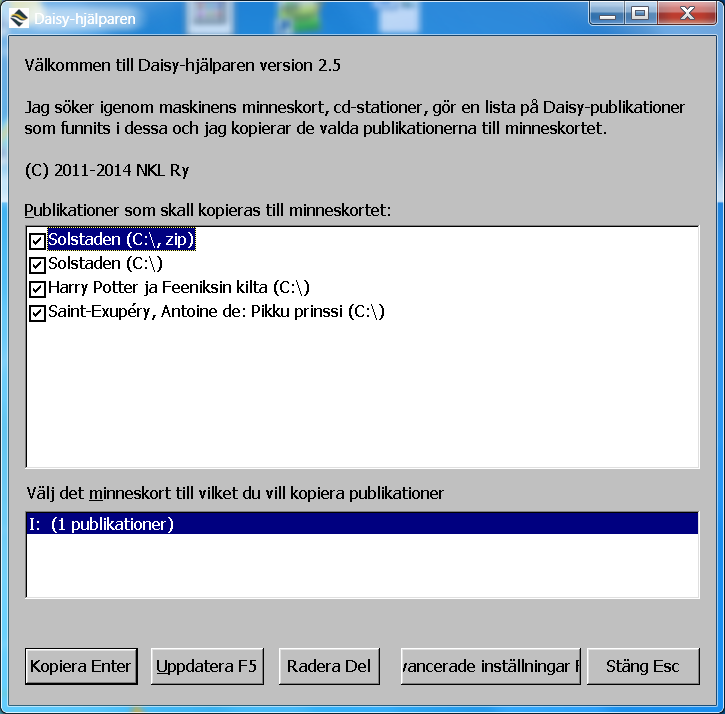 Daisy-hjälparen
Välkommen till Daisy-hjälparen version 2.5
Jag söker igenom maskinens minneskort, cd-stationer, gör en lista på Daisy-publikationer
som funnits i dessa och jag kopierar de valda publikationerna till minneskortet.
(C) 2011-2014 NKL Ry
Publikationer som skall kopieras till minneskortet:
Solstaden (C:\, zip)
Solstaden (C:\)
Harry Potter ja Feeniksin kilta (C:\)
Saint-Exupéry, Antoine de: Pikku prinssi (C:\)
Välj det minneskort till vilket du vill kopiera publikationer
I: (1 publikationer)
Kopiera Enter Uppdatera F5 Radera Del vancerade inställningar F Stäng Esc